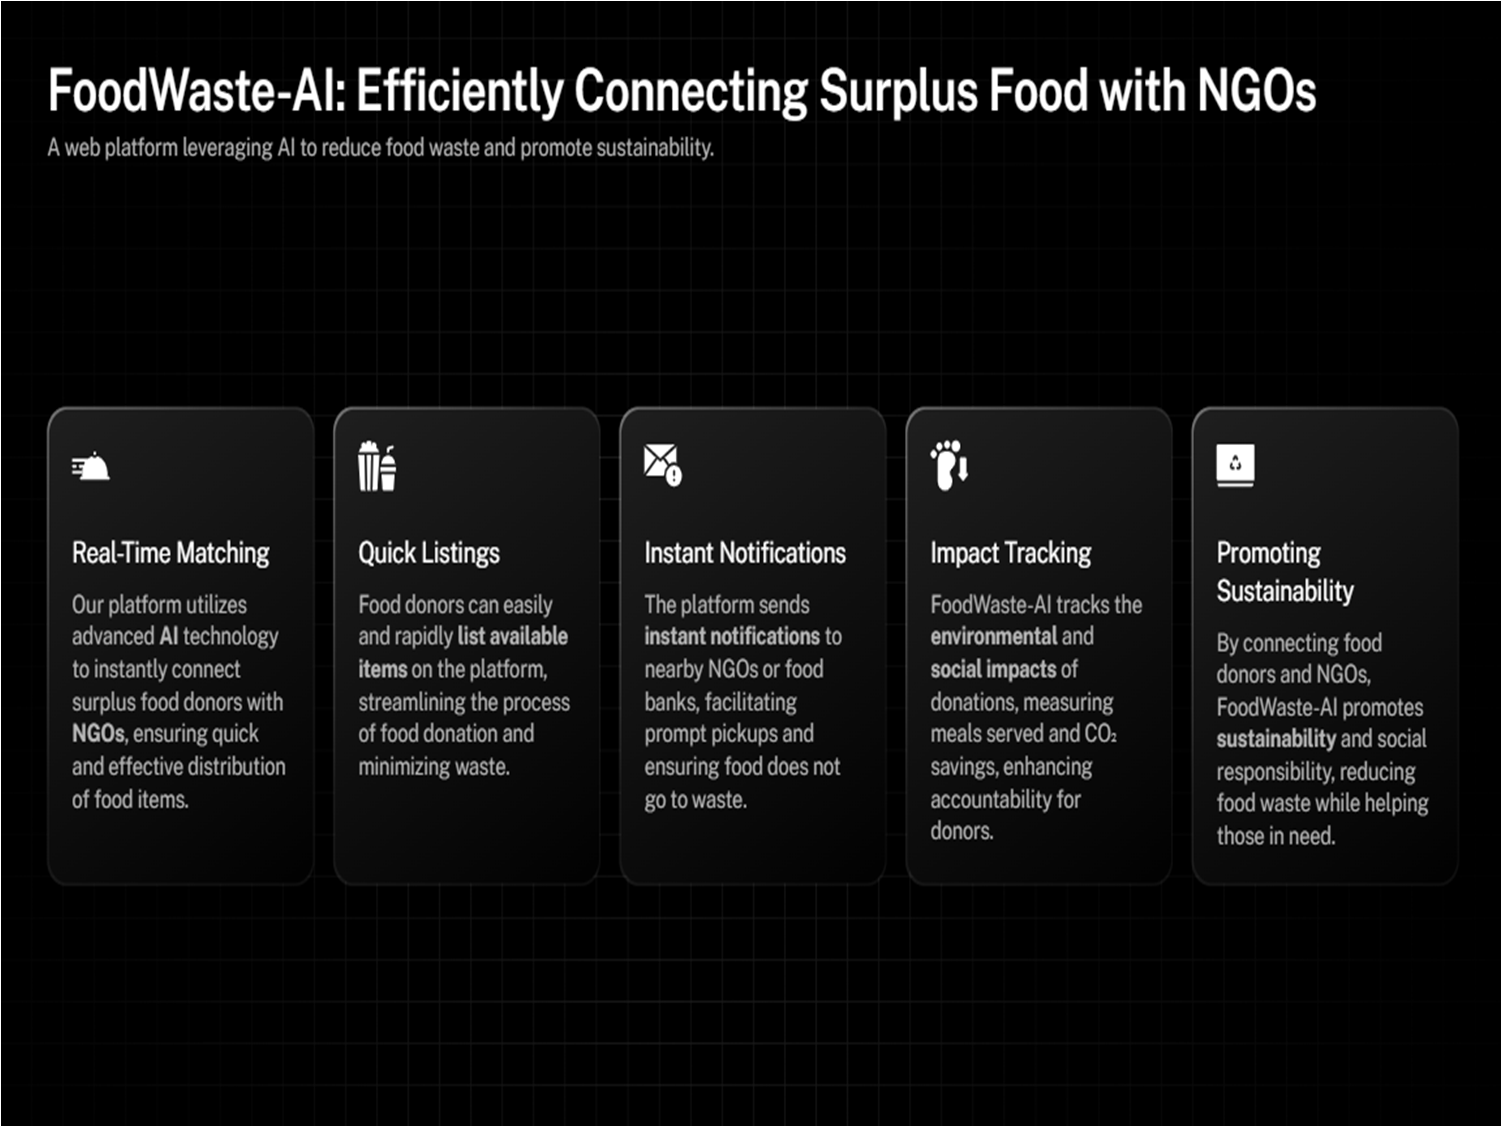 FoodWaste-AI: Efficiently Connecting Surplus Food with NGOs
A web platform leveraging AI to reduce food waste and promote sustainability.
Real-Time Matching
Our platform utilizes
advanced AI technology
to instantly connect
surplus food donors with
NGOs, ensuring quick
and effective distribution
of food items.
Quick Listings
Food donors can easily
and rapidly list available
items on the platform,
streamlining the process
of food donation and
minimizing waste.
Instant Notifications
The platform sends
instant notifications to
nearby NGOs or food
banks, facilitating
prompt pickups and
ensuring food does not
go to waste.
Impact Tracking
FoodWaste-AI tracks the
environmental and
social impacts of
donations, measuring
meals served and CO₂
savings, enhancing
accountability for
donors.
Promoting
Sustainability
By connecting food
donors and NGOs,
FoodWaste-AI promotes
sustainability and social
responsibility, reducing
food waste while helping
those in need.